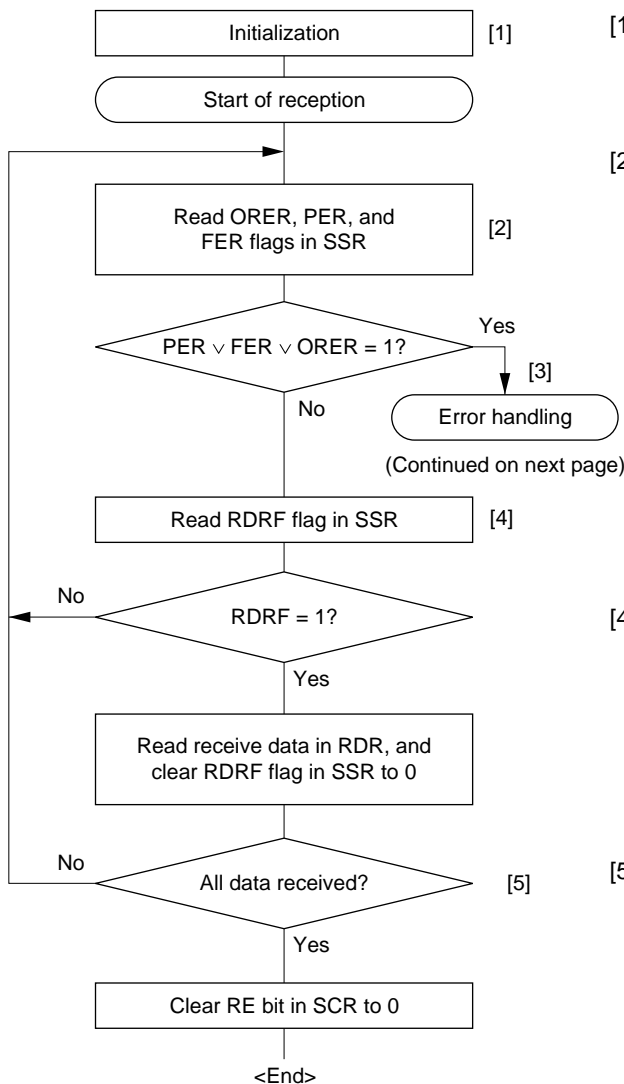 Initialization [1] [1
Start of reception
[2
Read ORER, PER, and
FER flags in SSR
[2]
PER ∨ FER ∨ ORER = 1?
Yes
[3]
Error handling
No
(Continued on next page)
Read RDRF flag in SSR [4]
No
RDRF = 1?
[4
Yes
Read receive data in RDR, and
clear RDRF flag in SSR to 0
No
All data received? [5] [5
Yes
Clear RE bit in SCR to 0
<End>